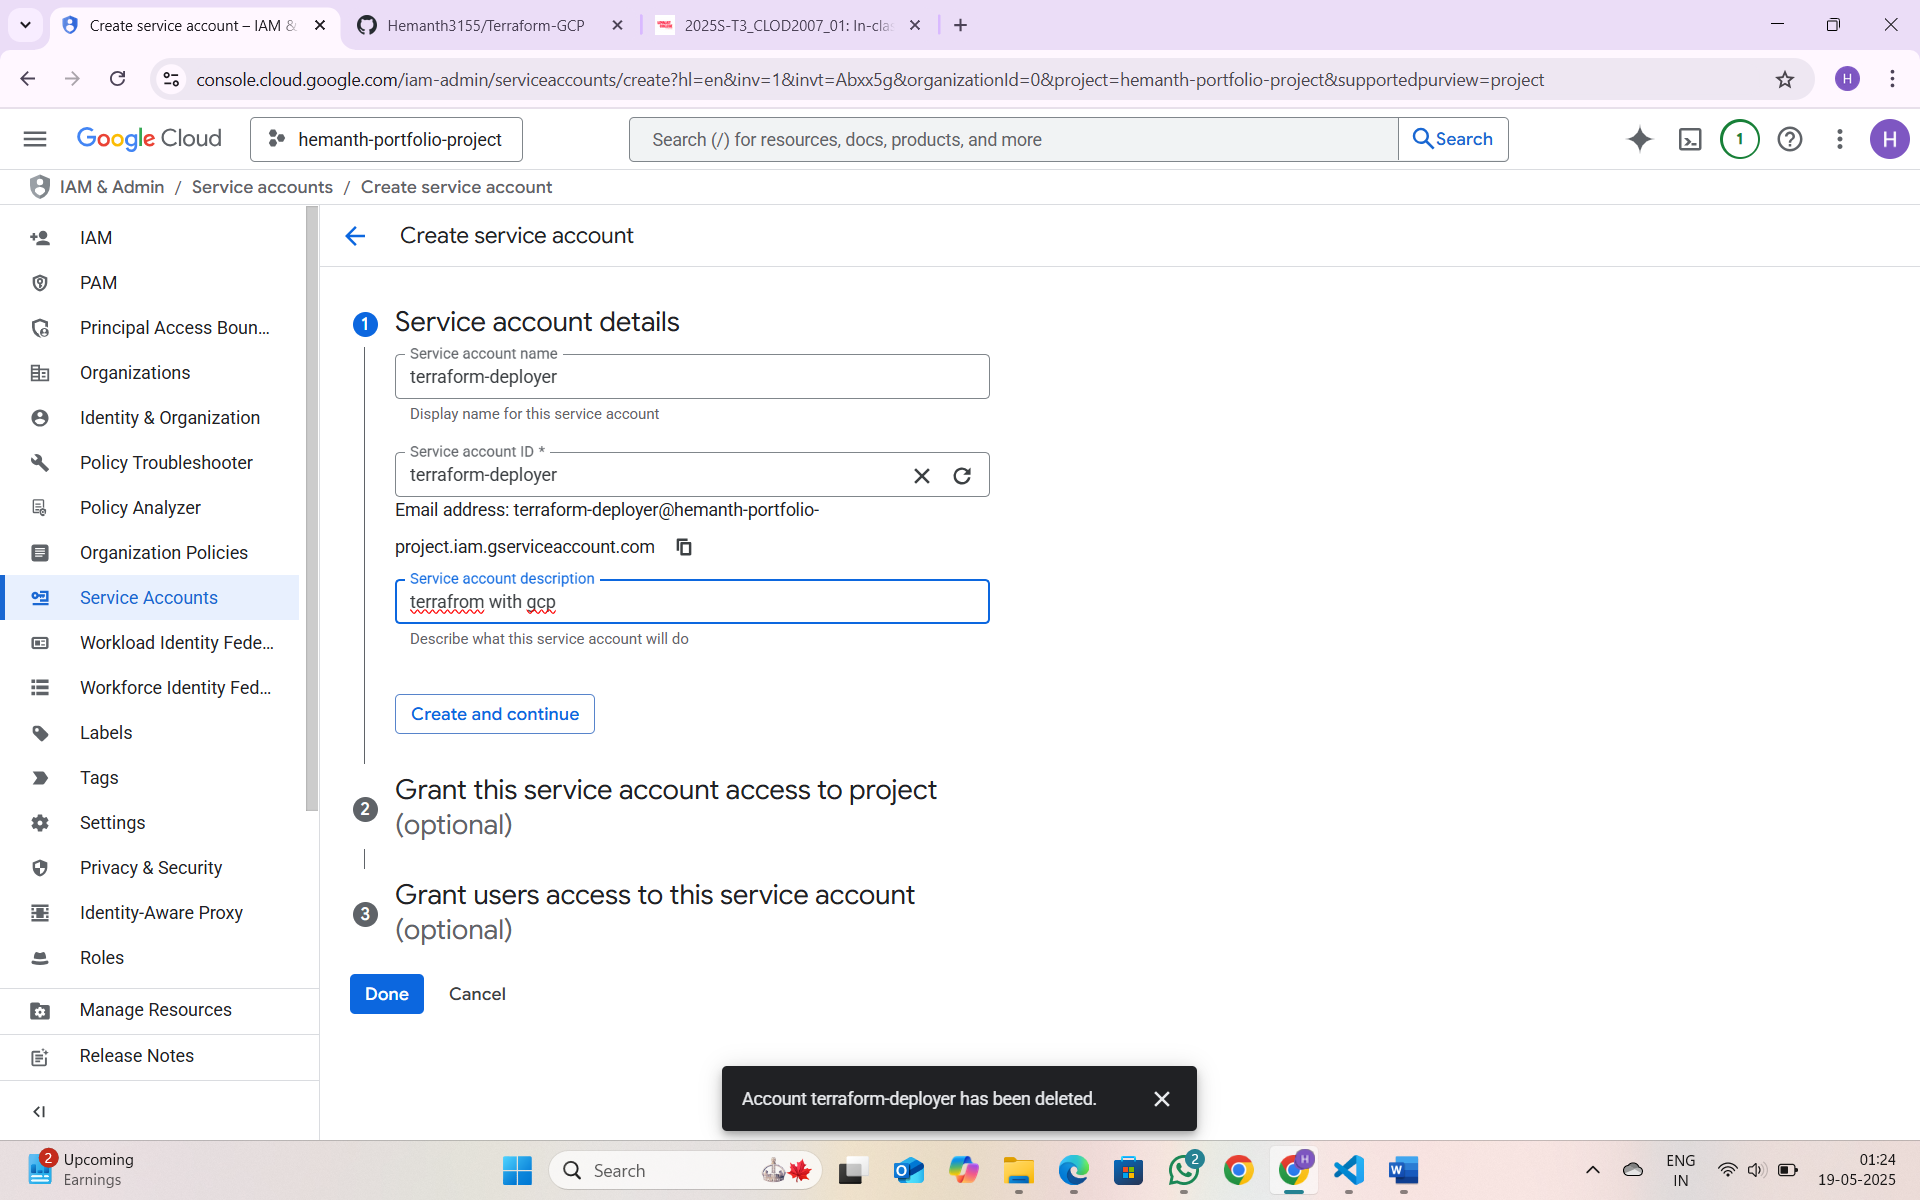 Create service account – IAM &
Hemanth3155/Terraform-GCP
2025S-T3_CLOD2007_01: In-cla
console.cloud.google.com/iam-admin/serviceaccounts/create?hl=en&inv=1&invt=Abxx5g&organizationId=0&project=hemanth-portfolio-project&supportedpurview=project
H
Google Cloud
hemanth-portfolio-project
Search (/) for resources, docs, products, and more
Search
1
H
IAM & Admin / Service accounts / Create service account
IAM
PAM
Principal Access Boun...
Organizations
Identity & Organization
Policy Troubleshooter
Policy Analyzer
Organization Policies
Service Accounts
Workload Identity Fede...
Workforce Identity Fed...
Labels
Tags
Settings
Privacy & Security
Identity-Aware Proxy
Roles
Manage Resources
Release Notes
Create service account
1 Service account details
Service account name
terraform-deployer
Display name for this service account
Service account ID *
terraform-deployer
Email address: terraform-deployer@hemanth-portfolio-
project.iam.gserviceaccount.com
Service account description
terrafrom with gcp
Describe what this service account will do
Create and continue
2 Grant this service account access to project
(optional)
3 Grant users access to this service account
(optional)
Done Cancel
Account terraform-deployer has been deleted.
2
Upcoming
Earnings
Search
2
H
ENG
IN
01:24
19-05-2025